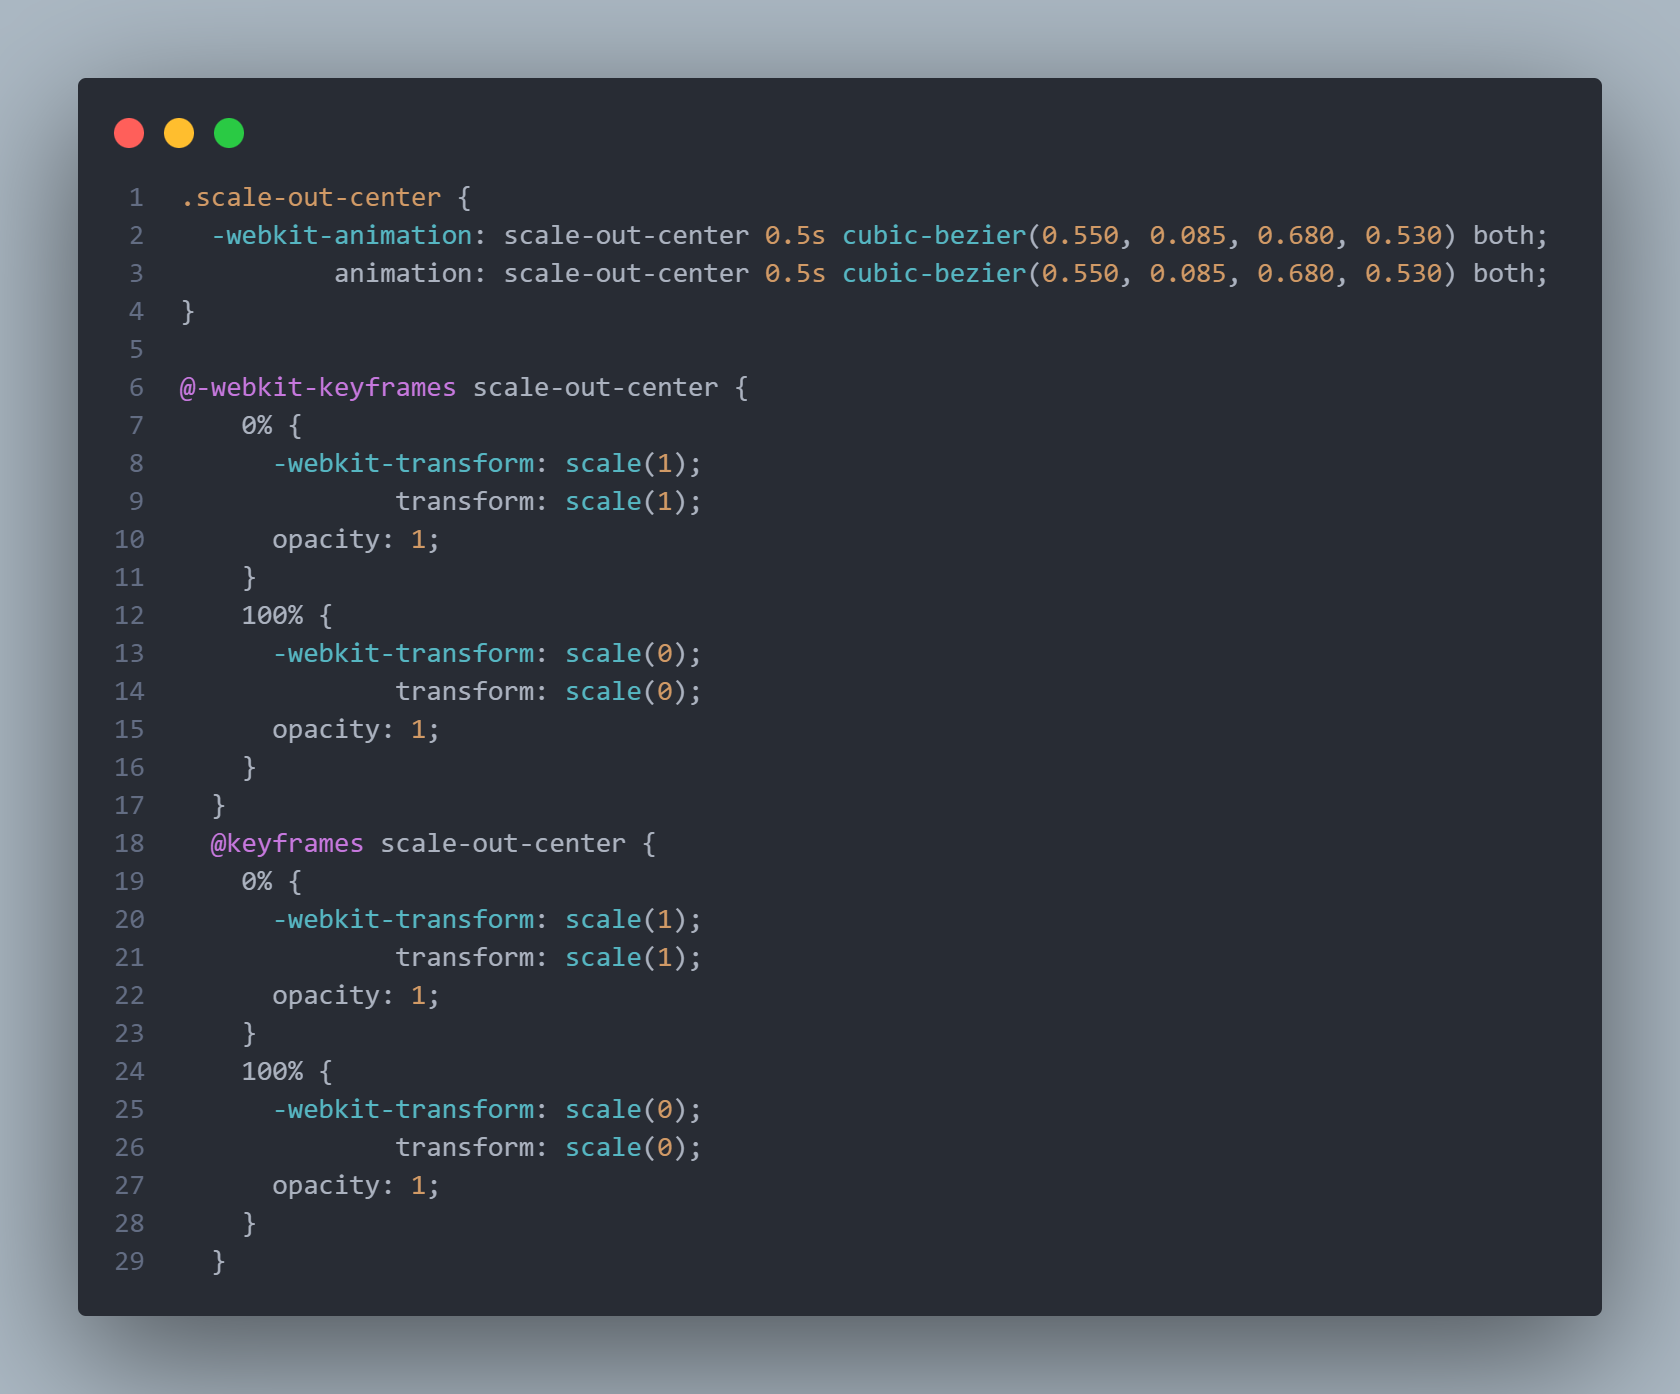 1 .scale-out-center {
2   -webkit-animation: scale-out-center 0.5s cubic-bezier(0.550, 0.085, 0.680, 0.530) both;
3           animation: scale-out-center 0.5s cubic-bezier(0.550, 0.085, 0.680, 0.530) both;
4 }
5
6 @-webkit-keyframes scale-out-center {
7     0% {
8       -webkit-transform: scale(1);
9               transform: scale(1);
10       opacity: 1;
11     }
12     100% {
13       -webkit-transform: scale(0);
14               transform: scale(0);
15       opacity: 1;
16     }
17   }
18   @keyframes scale-out-center {
19     0% {
20       -webkit-transform: scale(1);
21               transform: scale(1);
22       opacity: 1;
23     }
24     100% {
25       -webkit-transform: scale(0);
26               transform: scale(0);
27       opacity: 1;
28     }
29   }